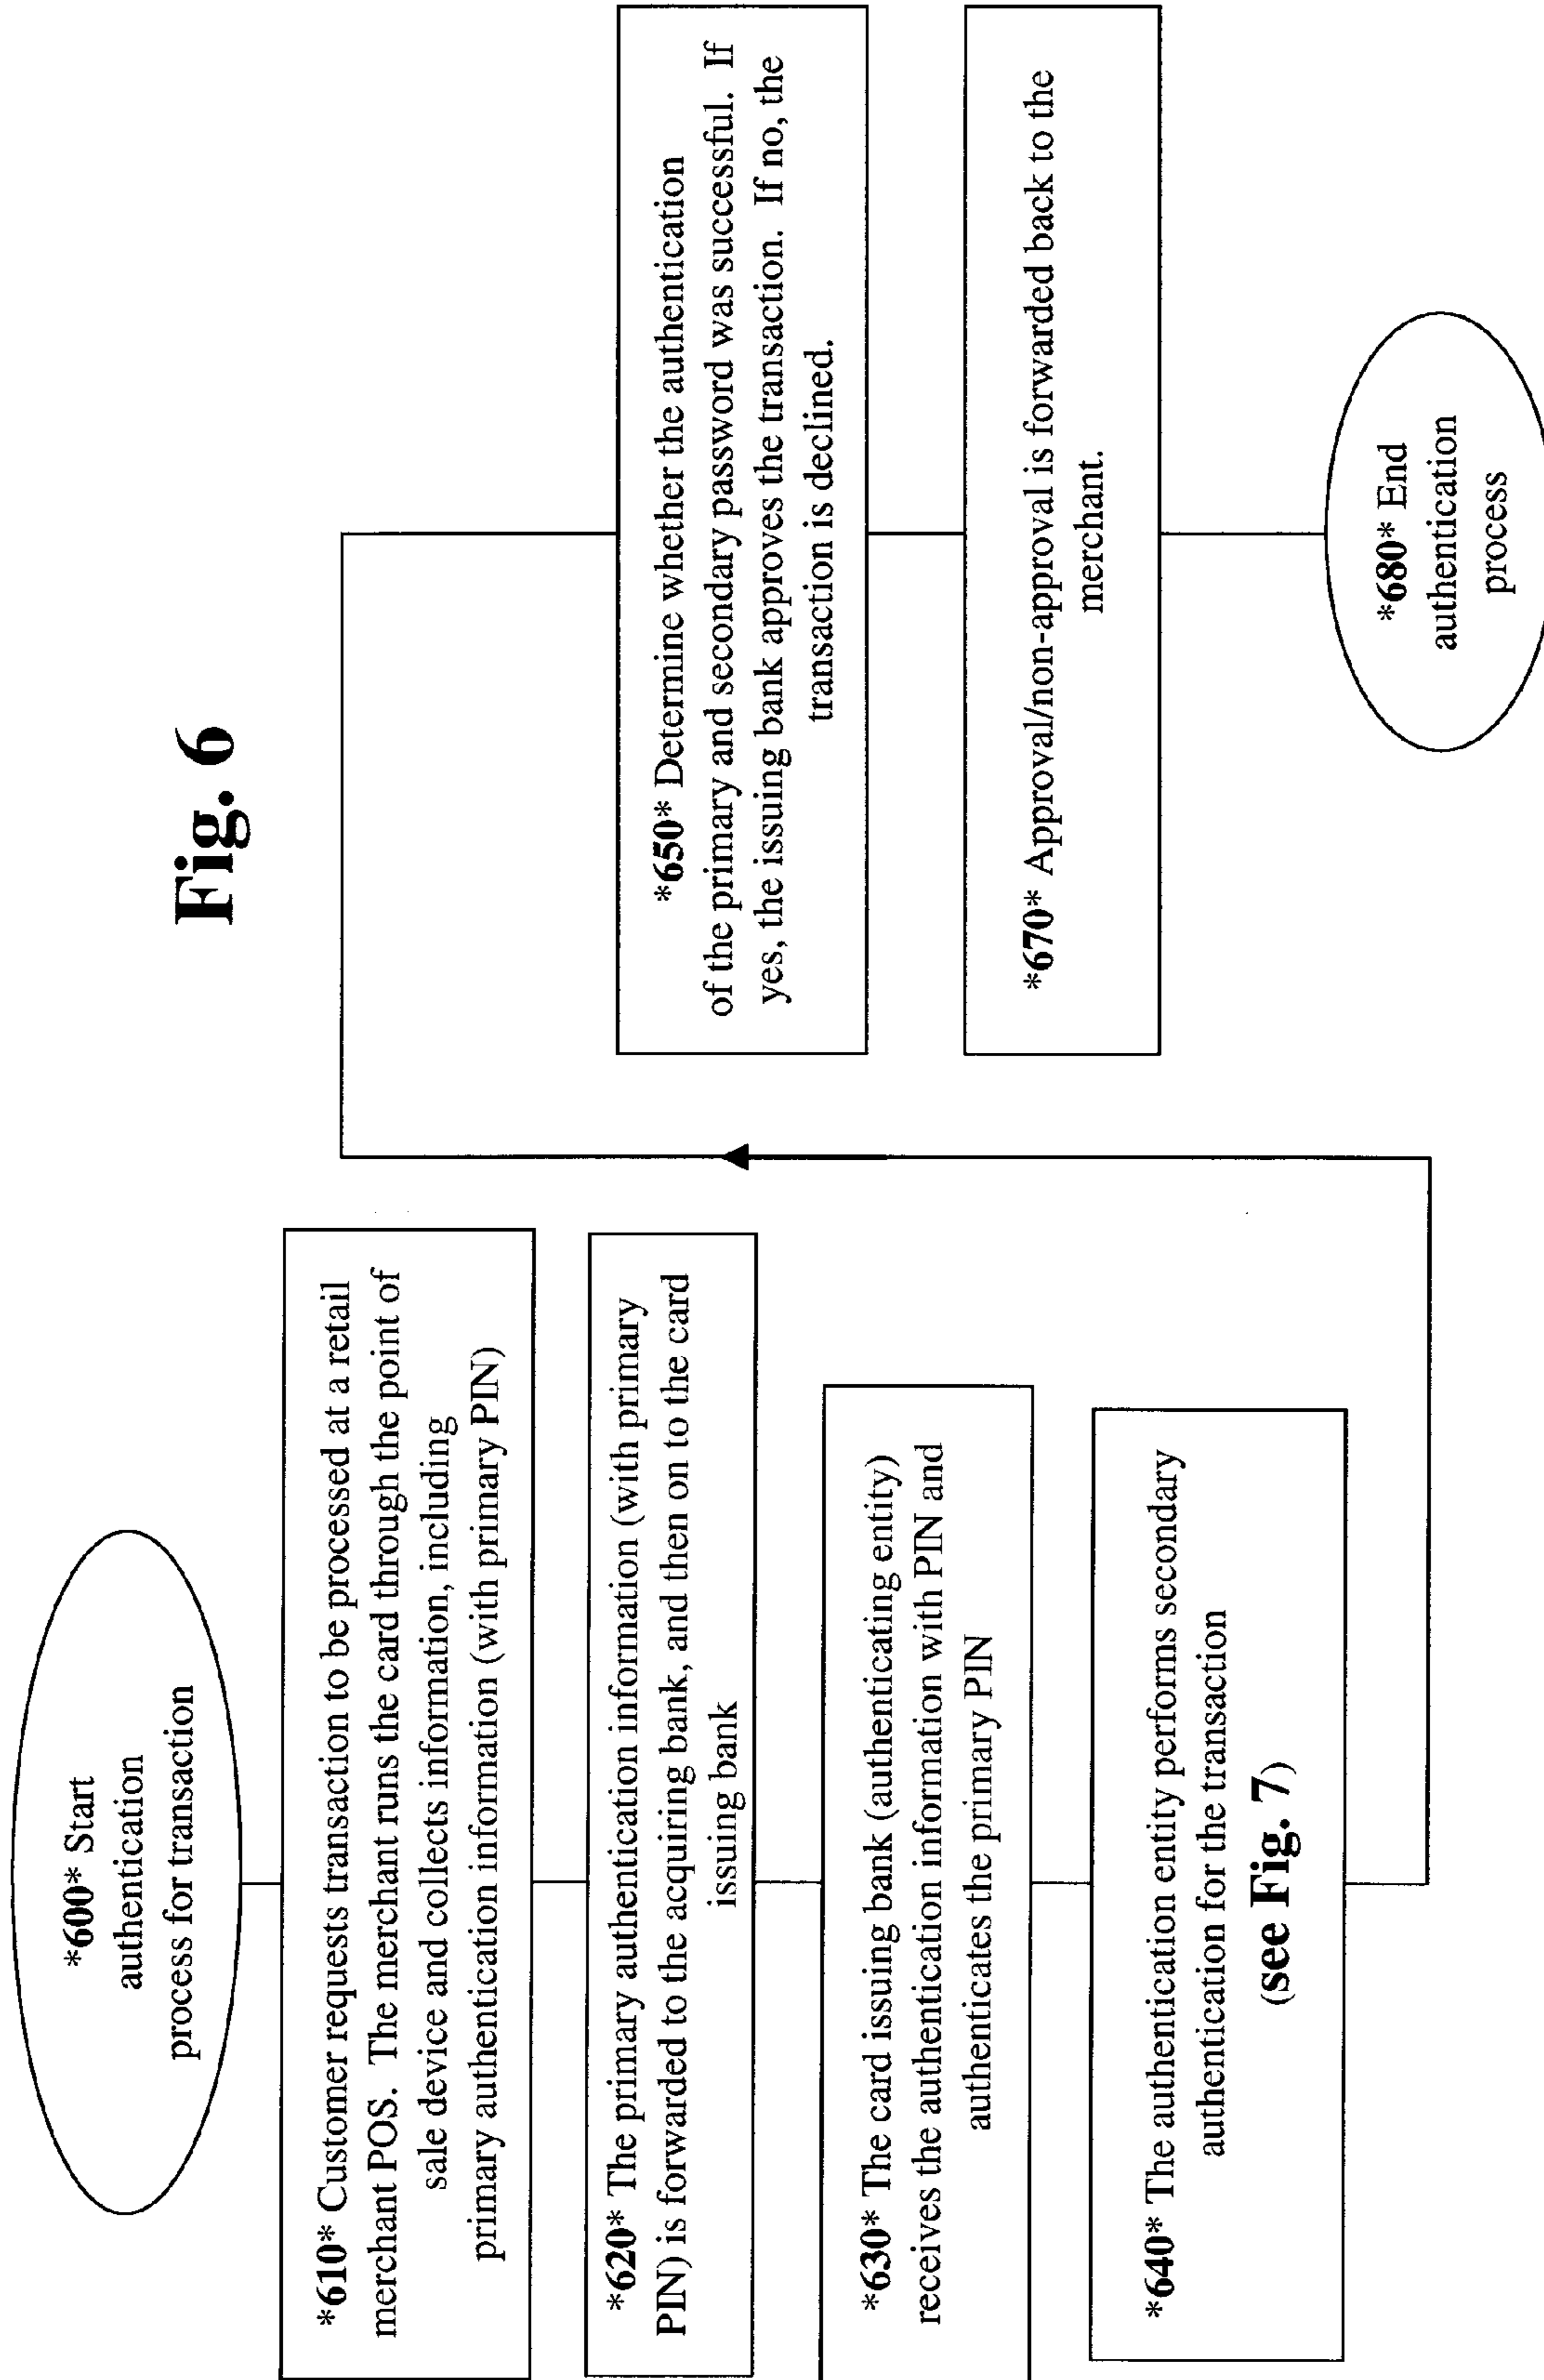 Fig. 6
*600* Start
authentication
process for transaction
*610* Customer requests transaction to be processed at a retail
merchant POS. The merchant runs the card through the point of
sale device and collects information, including
primary authentication information (with primary PIN)
*620* The primary authentication information (with primary
PIN) is forwarded to the acquiring bank, and then on to the card
issuing bank
*630* The card issuing bank (authenticating entity)
receives the authentication information with PIN and
authenticates the primary PIN
*640* The authentication entity performs secondary
authentication for the transaction
(see Fig. 7)
*650* Determine whether the authentication
of the primary and secondary password was successful. If
yes, the issuing bank approves the transaction. If no, the
transaction is declined.
*670* Approval/non-approval is forwarded back to the
merchant.
*680* End
authentication
process